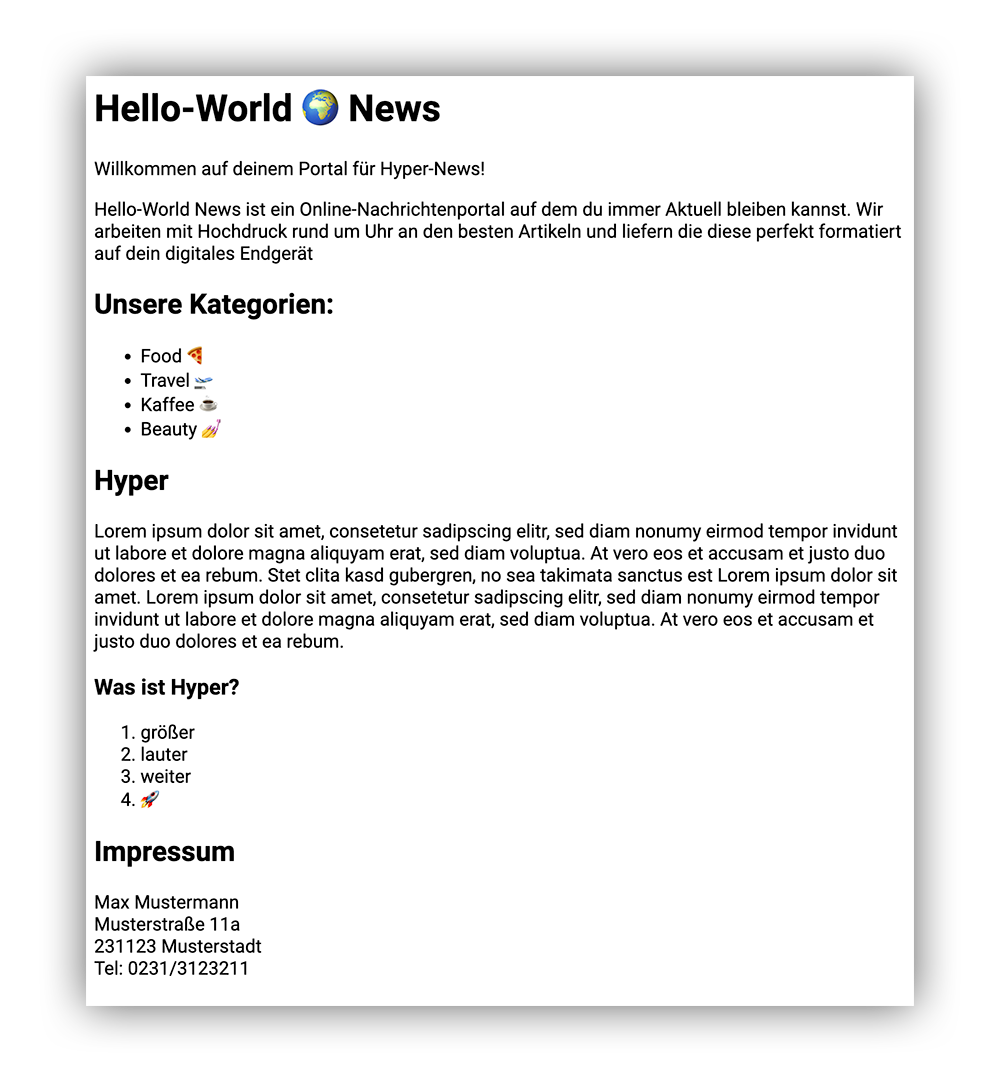 Hello-World 🌍 News
Willkommen auf deinem Portal für Hyper-News!
Hello-World News ist ein Online-Nachrichtenportal auf dem du immer Aktuell bleiben kannst. Wir
arbeiten mit Hochdruck rund um Uhr an den besten Artikeln und liefern die diese perfekt formatiert
auf dein digitales Endgerät
Unsere Kategorien:
• Food 🍕
• Travel 🛫
• Kaffee ☕
• Beauty 💅
Hyper
Lorem ipsum dolor sit amet, consetetur sadipscing elitr, sed diam nonumy eirmod tempor invidunt
ut labore et dolore magna aliquyam erat, sed diam voluptua. At vero eos et accusam et justo duo
dolores et ea rebum. Stet clita kasd gubergren, no sea takimata sanctus est Lorem ipsum dolor sit
amet. Lorem ipsum dolor sit amet, consetetur sadipscing elitr, sed diam nonumy eirmod tempor
invidunt ut labore et dolore magna aliquyam erat, sed diam voluptua. At vero eos et accusam et
justo duo dolores et ea rebum.
Was ist Hyper?
1. größer
2. lauter
3. weiter
4. 🚀
Impressum
Max Mustermann
Musterstraße 11a
231123 Musterstadt
Tel: 0231/3123211